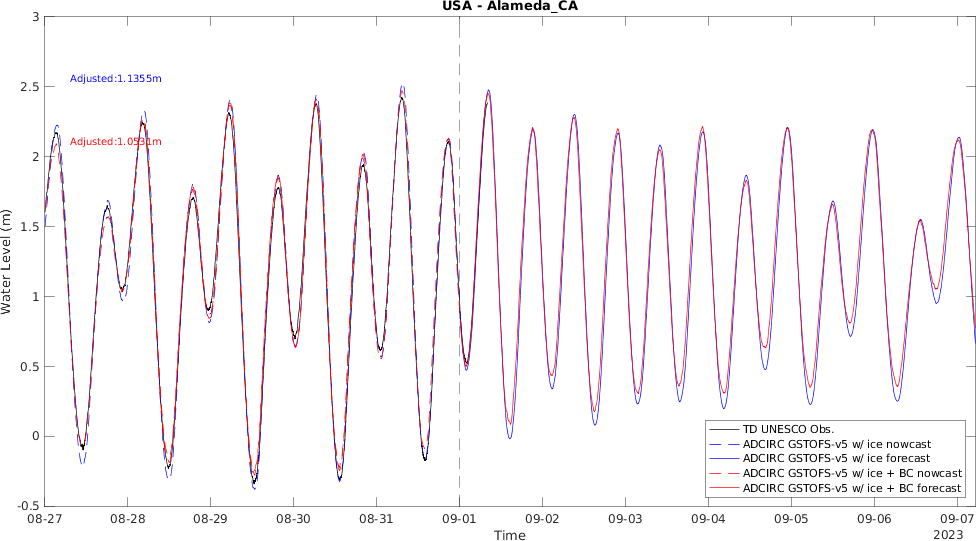 USA - Alameda_CA
3
2.5
2
1.5
1
0.5
0
-0.5
Water Level (m)
Adjusted:1.1355m
Adjusted:1.0531m
TD UNESCO Obs.
ADCIRC GSTOFS-v5 w/ ice nowcast
ADCIRC GSTOFS-v5 w/ ice forecast
ADCIRC GSTOFS-v5 w/ ice + BC nowcast
ADCIRC GSTOFS-v5 w/ ice + BC forecast
08-27 08-28 08-29 08-30 08-31 09-01 09-02 09-03 09-04 09-05 09-06 09-07
Time
2023